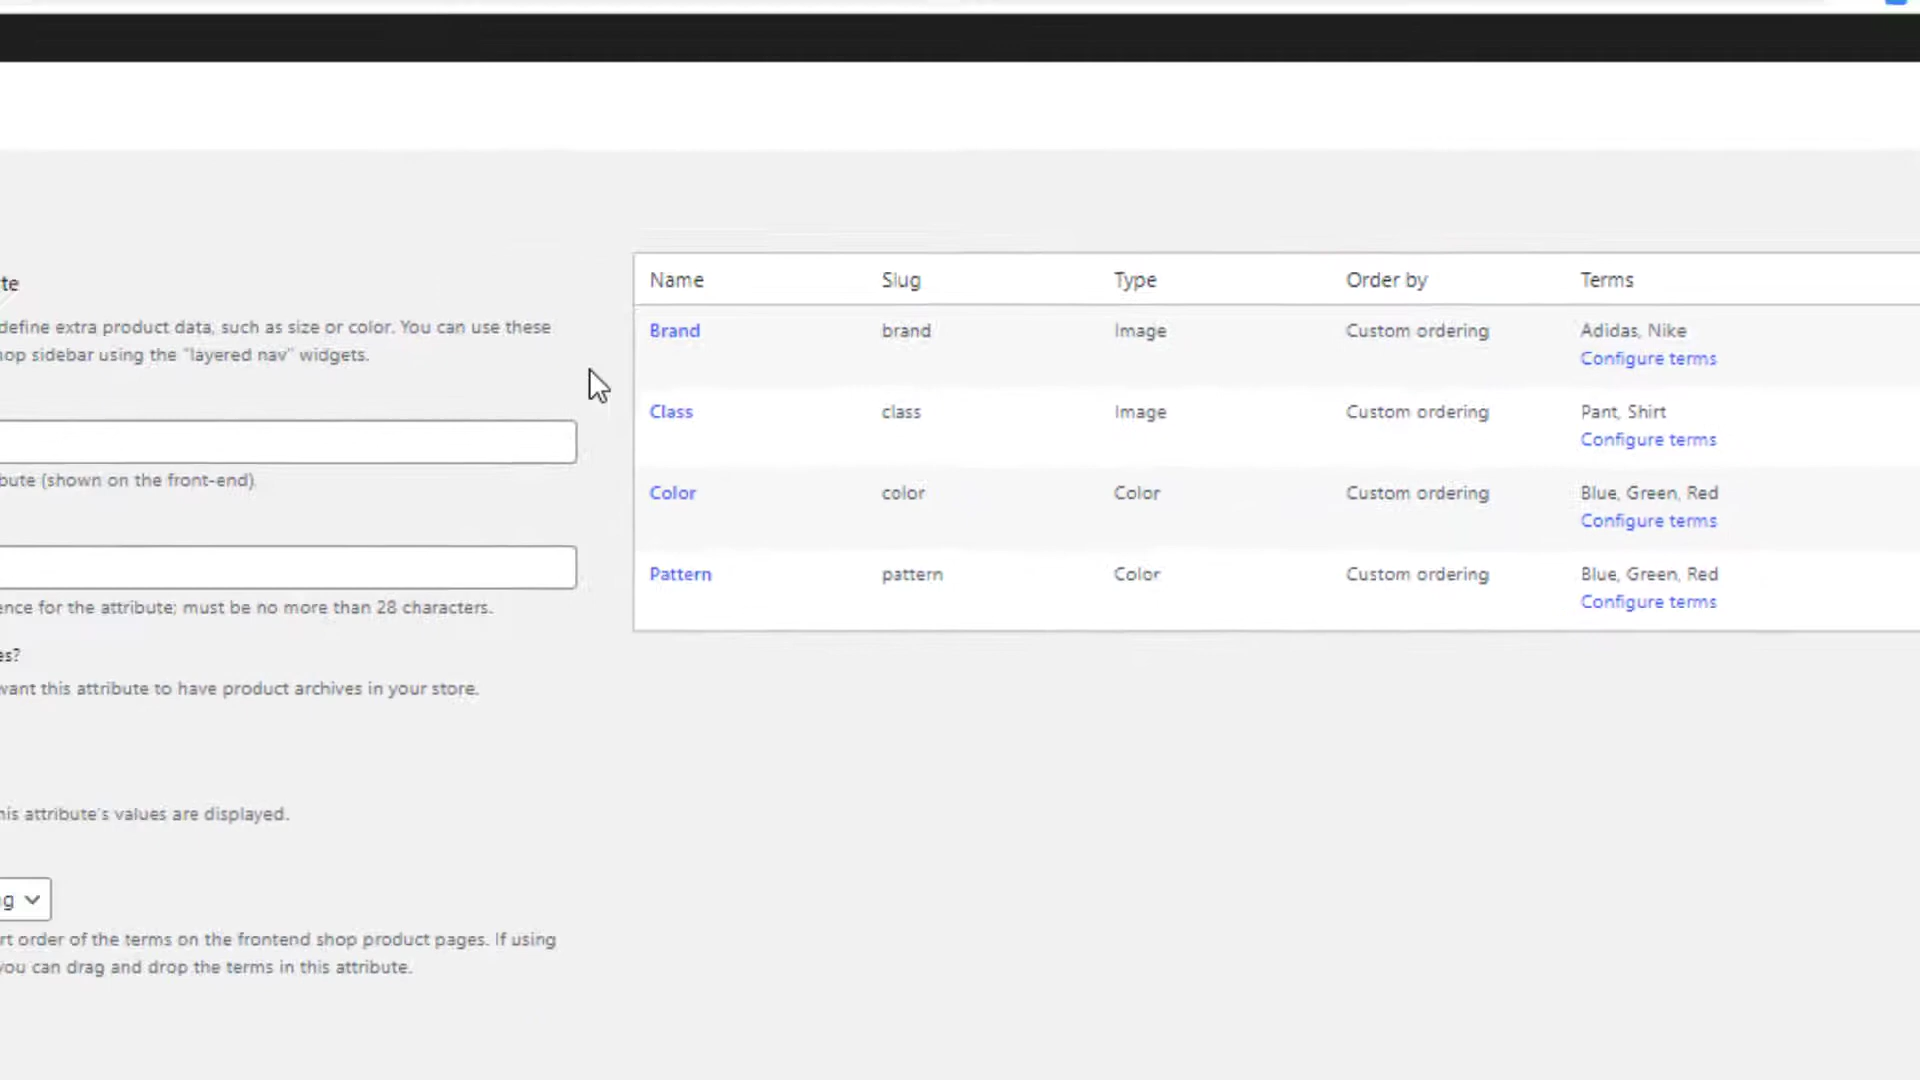 te
define extra product data, such as size or color. You can use these
op sidebar using the "layered nav" widgets.
bute (shown on the front-end).
ence for the attribute; must be no more than 28 characters.
es?
want this attribute to have product archives in your store.
his attribute's values are displayed.
g
rt order of the terms on the frontend shop product pages. If using
you can drag and drop the terms in this attribute.
Name Slug Type Order by Terms
Brand brand Image Custom ordering Adidas, Nike
Configure terms
Class class Image Custom ordering Pant, Shirt
Configure terms
Color color Color Custom ordering Blue, Green, Red
Configure terms
Pattern pattern Color Custom ordering Blue, Green, Red
Configure terms